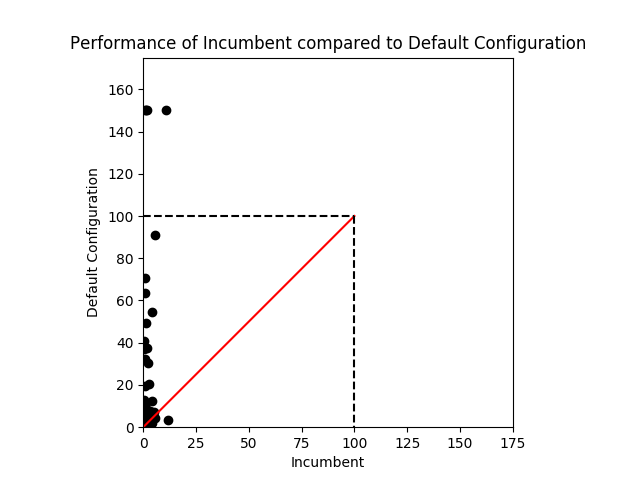 Performance of Incumbent compared to Default Configuration
160
140
120
100
80
60
40
20
0
Default Configuration
0 25 50 75 100 125 150 175
Incumbent